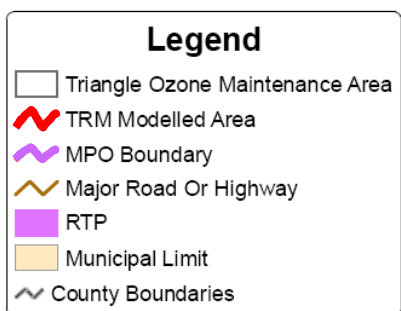 Legend
Triangle Ozone Maintenance Area
TRM Modelled Area
MPO Boundary
Major Road Or Highway
RTP
Municipal Limit
County Boundaries